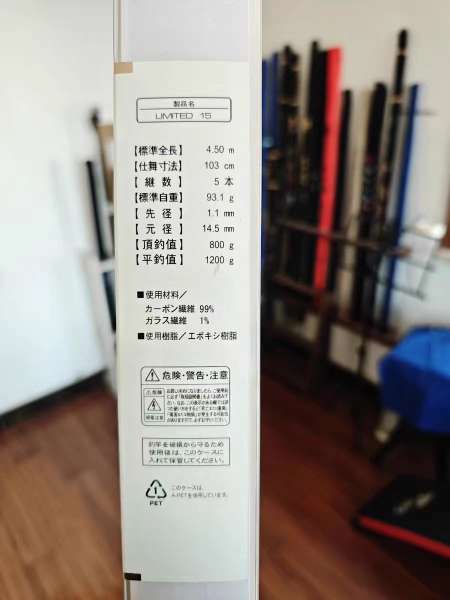 製品名
LIMITED 15
【標準全長】 4.50 m
【仕舞寸法】 103 cm
【継数】 5 本
【標準自重】 93.1 g
【先径】 1.1 mm
【元径】 14.5 mm
【頂釣値】 800 g
【平釣値】 1200 g
■使用材料／
カーボン繊維 99%
ガラス繊維 1%
■使用樹脂／エポキシ樹脂
危険・警告・注意
釣竿を破損から守るため
使用後は、このケースに
入れて保管してください。
PET
このケースは、
A-PETを使用しています。